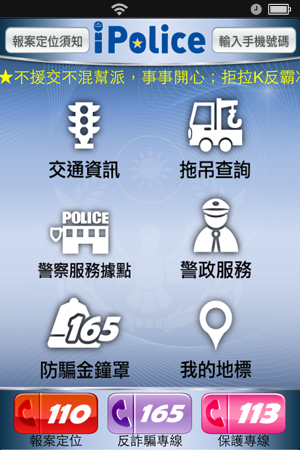 報案定位須知
iPolice
輸入手機號碼
★不援交不混幫派，事事開心；拒拉K反霸凌
交通資訊
拖吊查詢
POLICE
警察服務據點
警政服務
165
防騙金鐘罩
我的地標
110
165
113
報案定位
反詐騙專線
保護專線